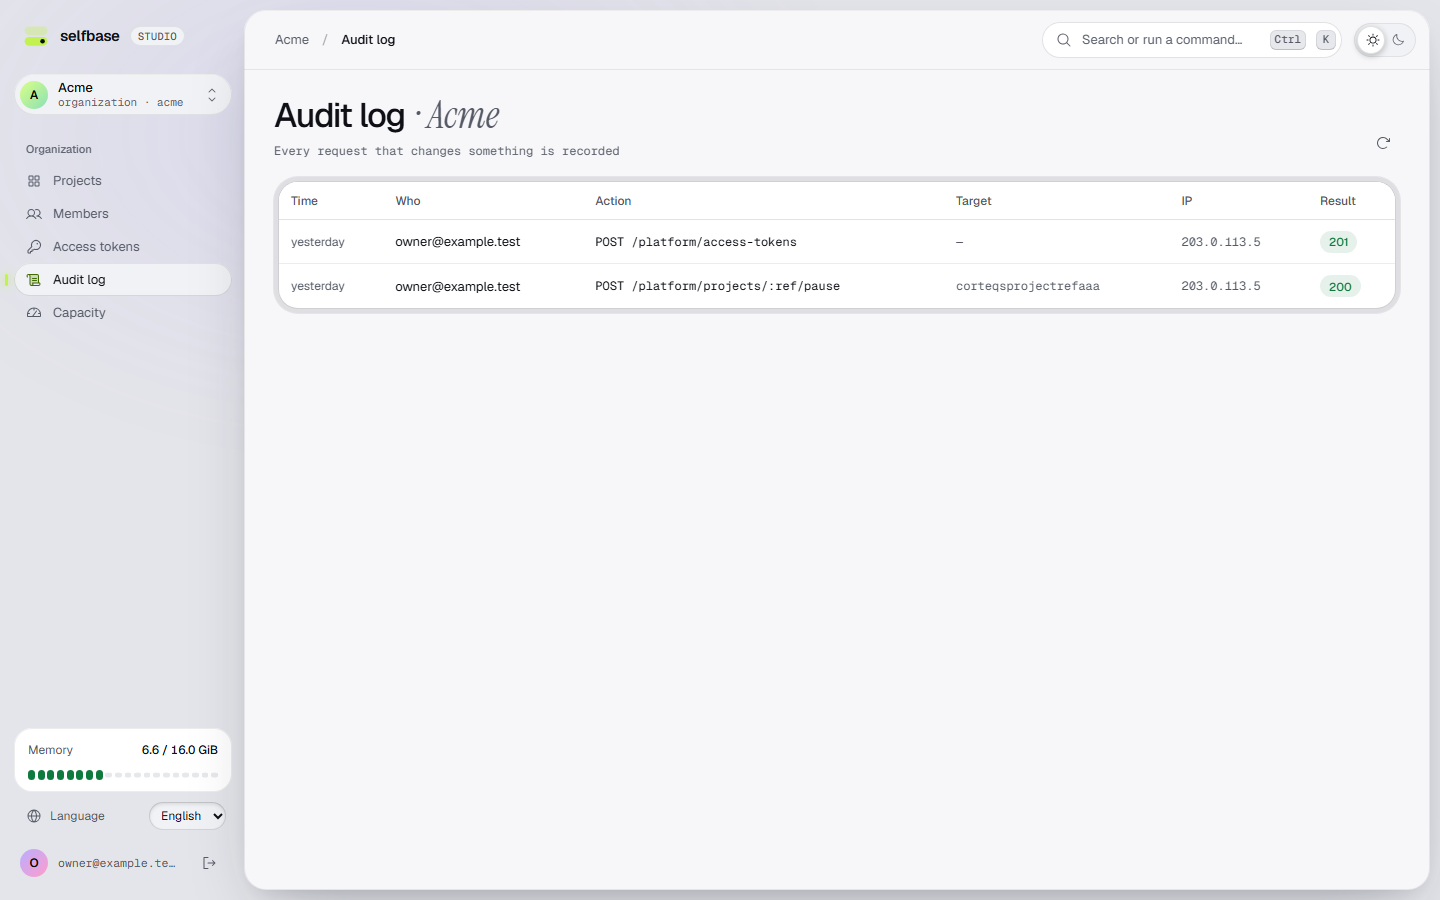 selfbase STUDIO
A Acme
organization · acme
Organization
Projects
Members
Access tokens
Audit log
Capacity
Memory 6.6 / 16.0 GiB
Language English
O owner@example.te…
Acme / Audit log
Search or run a command… Ctrl K
Audit log · Acme
Every request that changes something is recorded
Time Who Action Target IP Result
yesterday owner@example.test POST /platform/access-tokens — 203.0.113.5 201
yesterday owner@example.test POST /platform/projects/:ref/pause corteqsprojectrefaaa 203.0.113.5 200